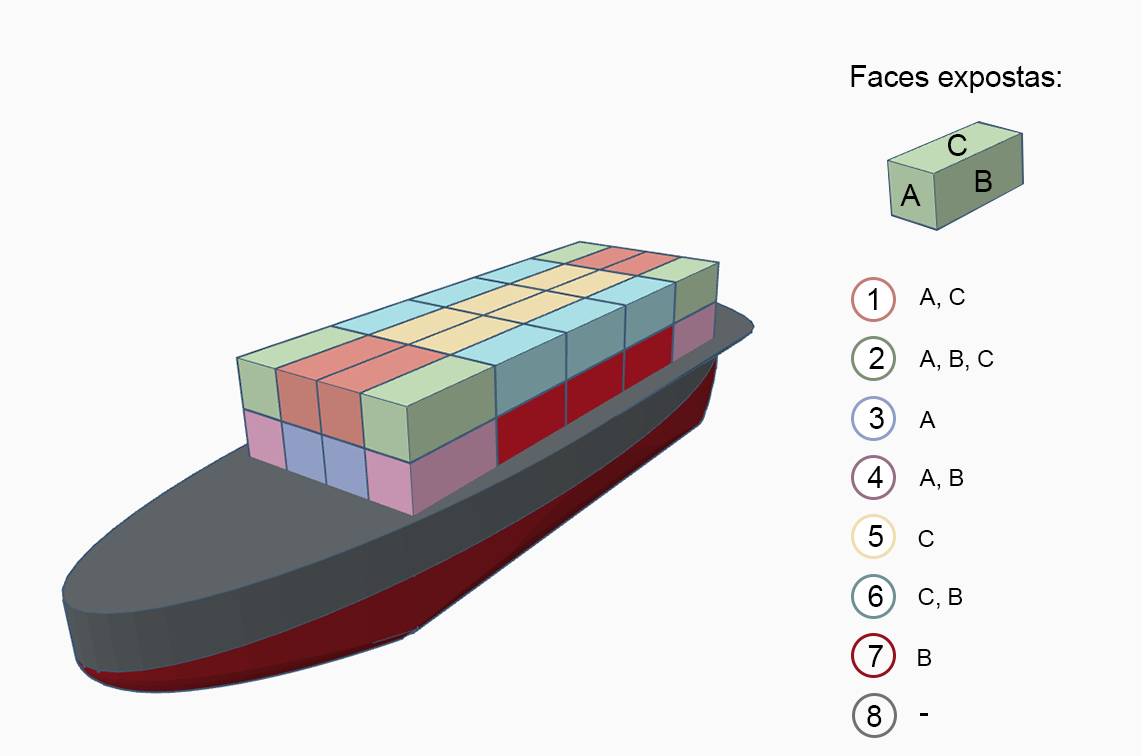 Faces expostas:
C
A B
1 A, C
2 A, B, C
3 A
4 A, B
5 C
6 C, B
7 B
8 -